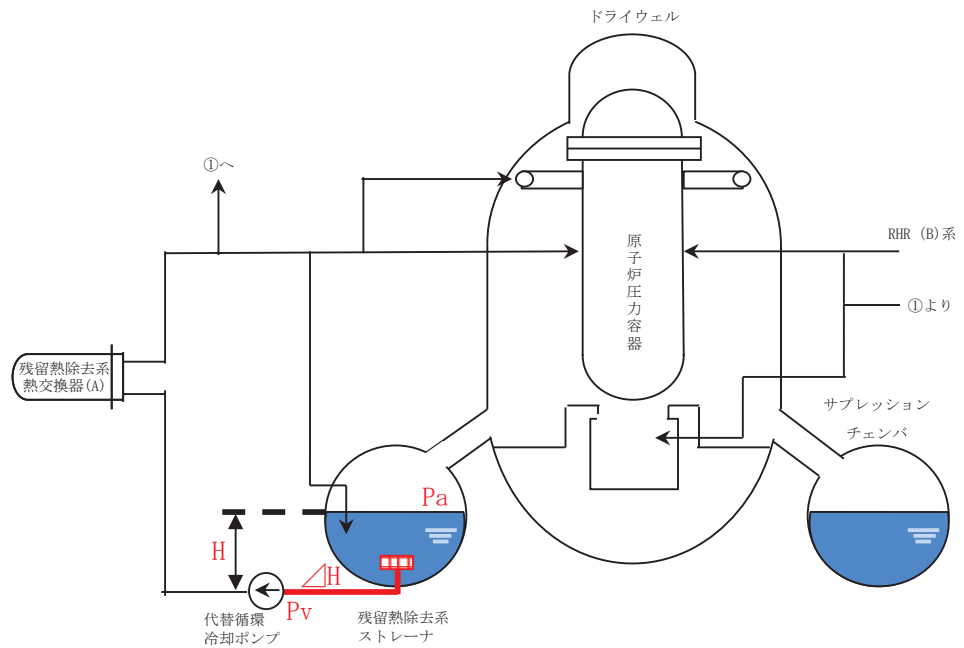 ドライウェル
①へ
RHR (B)系
原子炉圧力容器
①より
残留熱除去系
熱交換器(A)
サプレッション
チェンバ
Pa
H
⊿H
Pv
代替循環
冷却ポンプ
残留熱除去系
ストレーナ